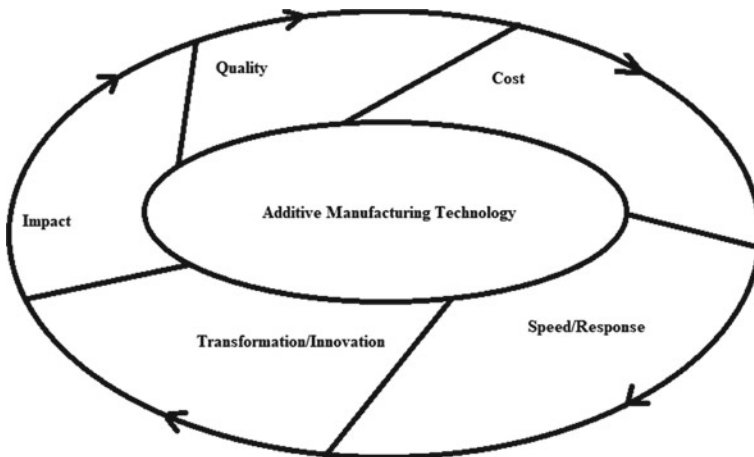 Quality
Cost
Impact
Additive Manufacturing Technology
Transformation/Innovation
Speed/Response